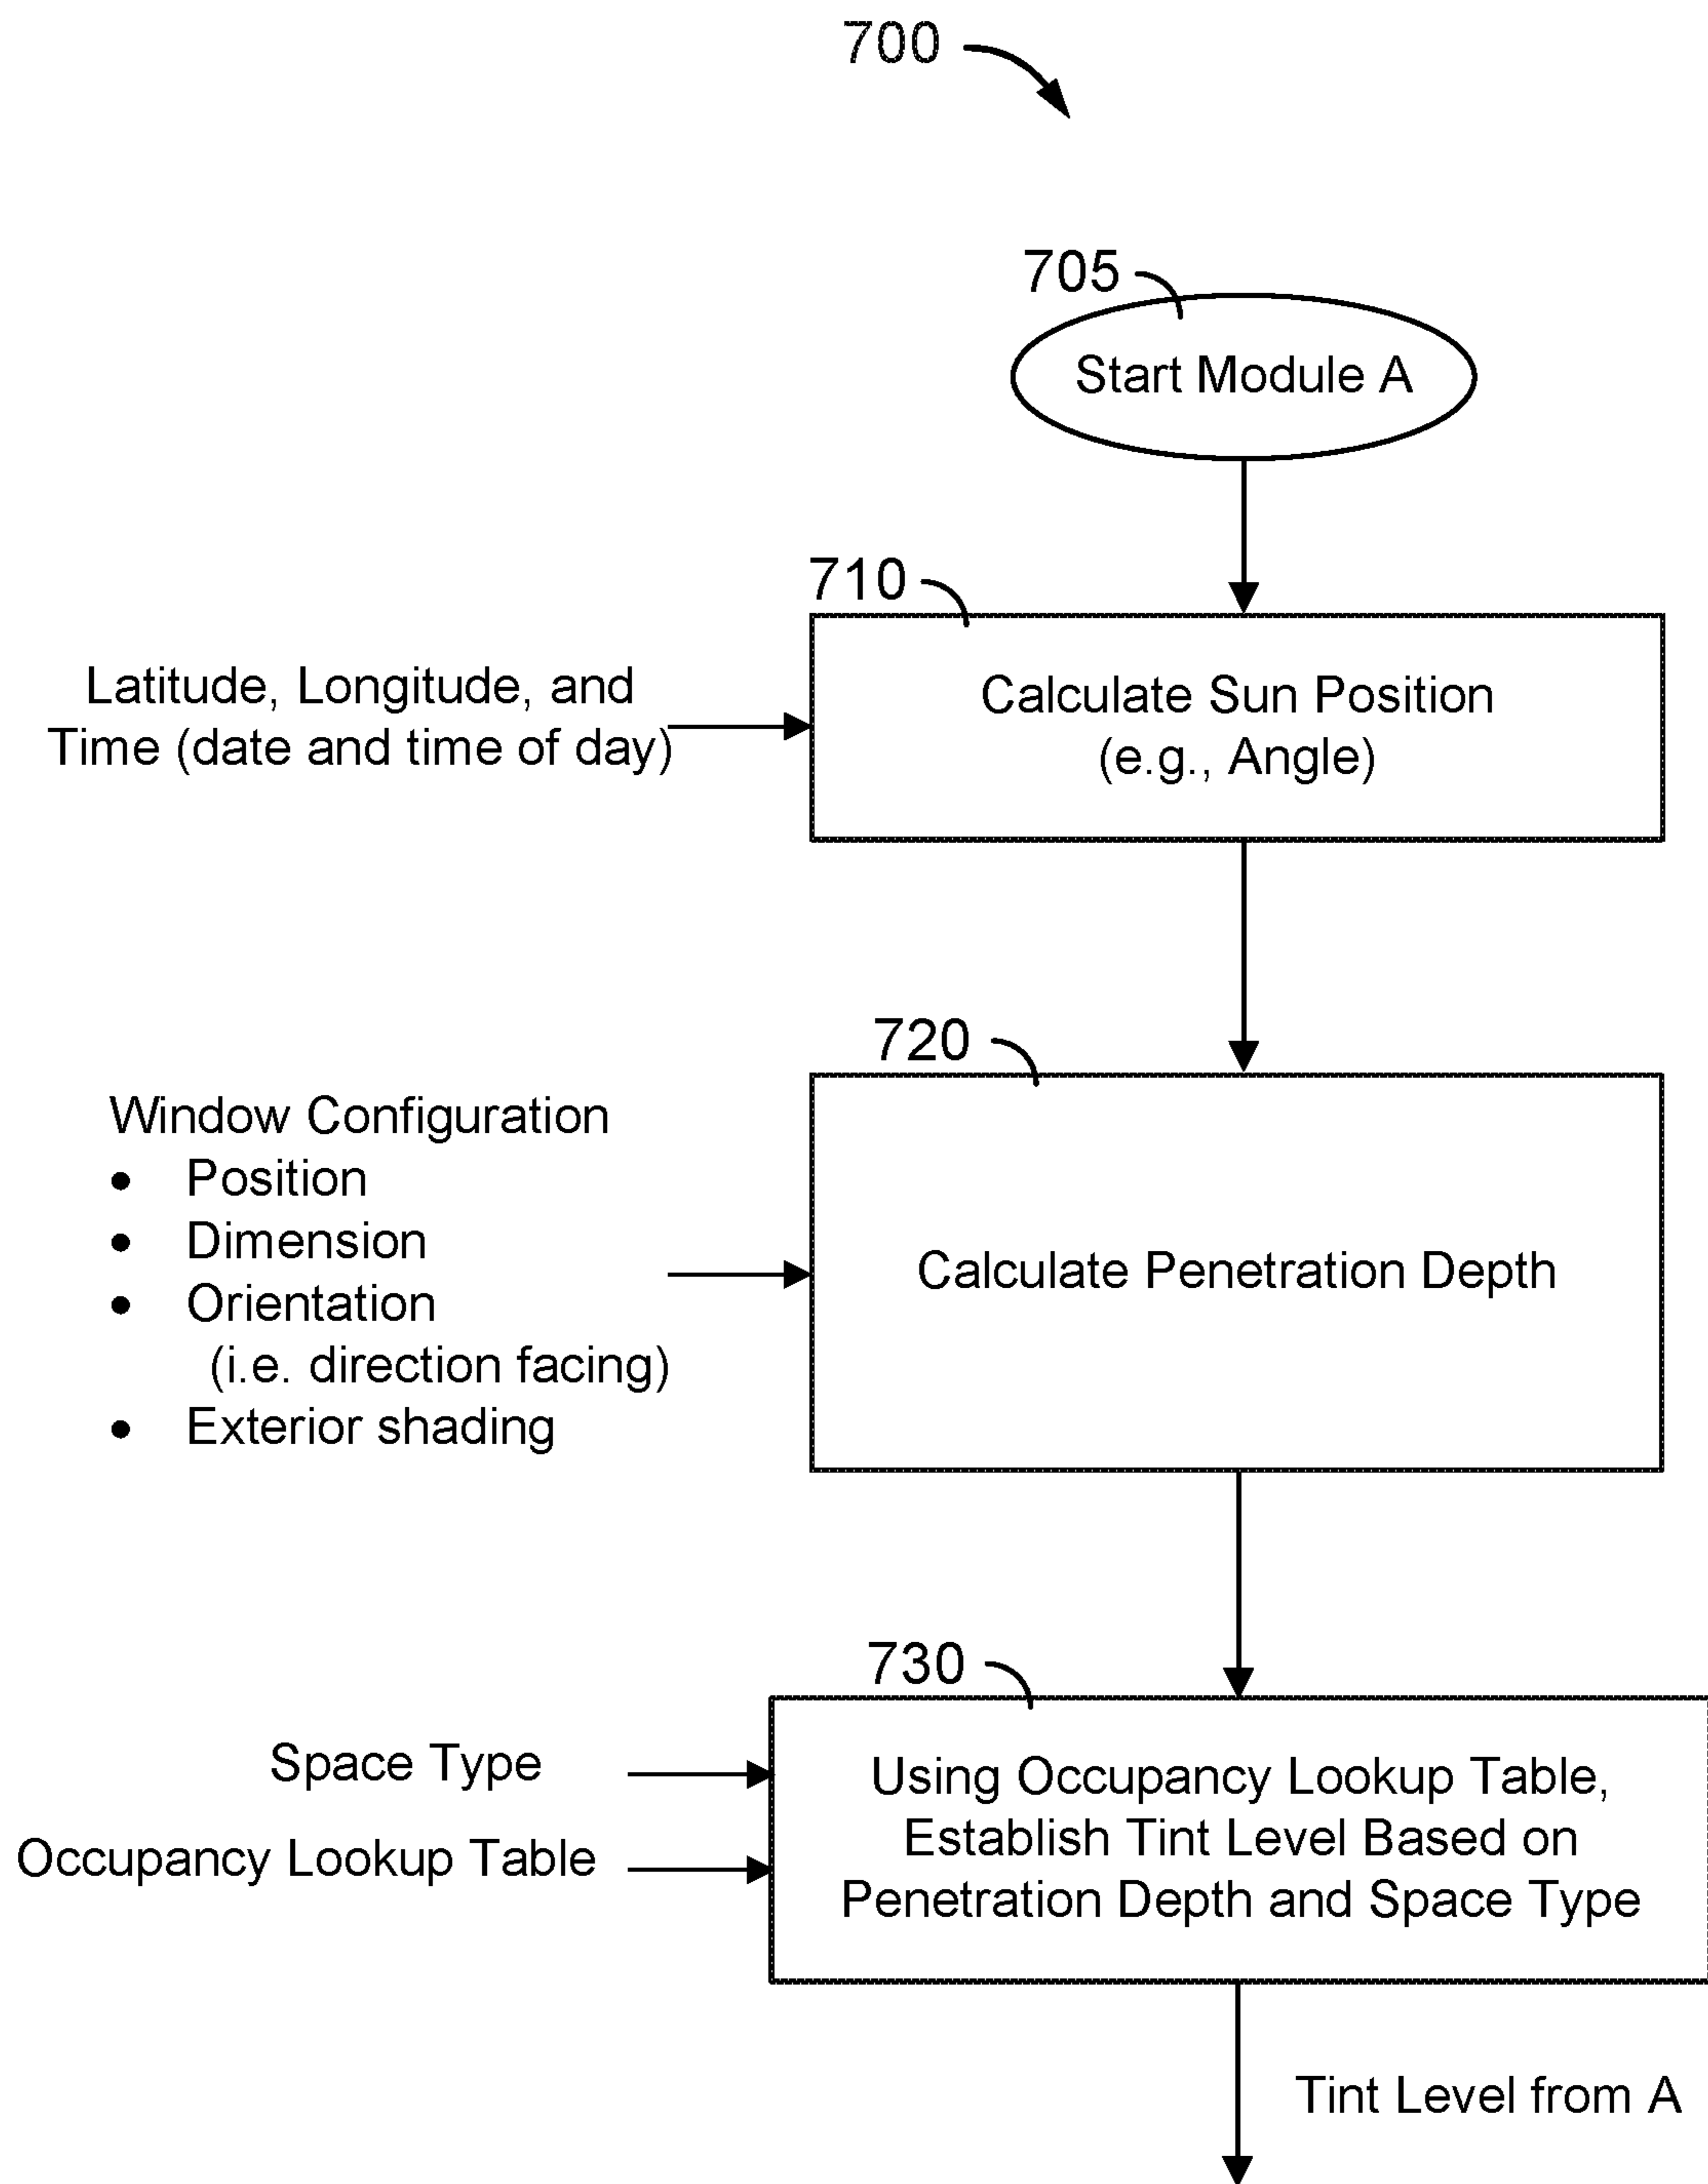 700
705
Start Module A
710
Latitude, Longitude, and
Time (date and time of day)
Calculate Sun Position
(e.g., Angle)
720
Window Configuration
• Position
• Dimension
• Orientation
(i.e. direction facing)
• Exterior shading
Calculate Penetration Depth
730
Space Type
Occupancy Lookup Table
Using Occupancy Lookup Table,
Establish Tint Level Based on
Penetration Depth and Space Type
Tint Level from A